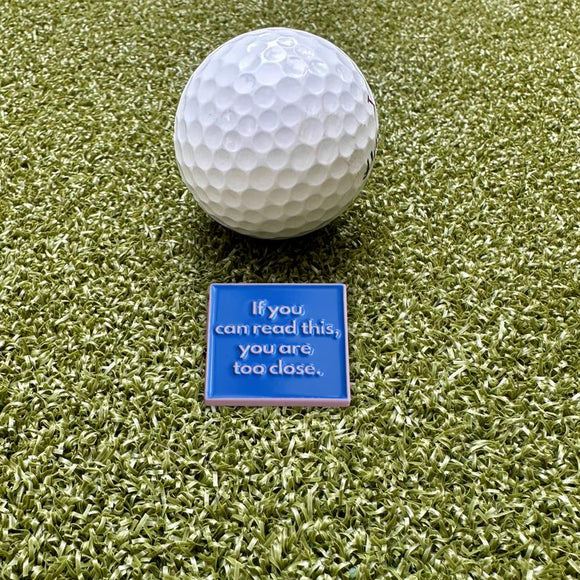 If you
can read this,
you are
too close.